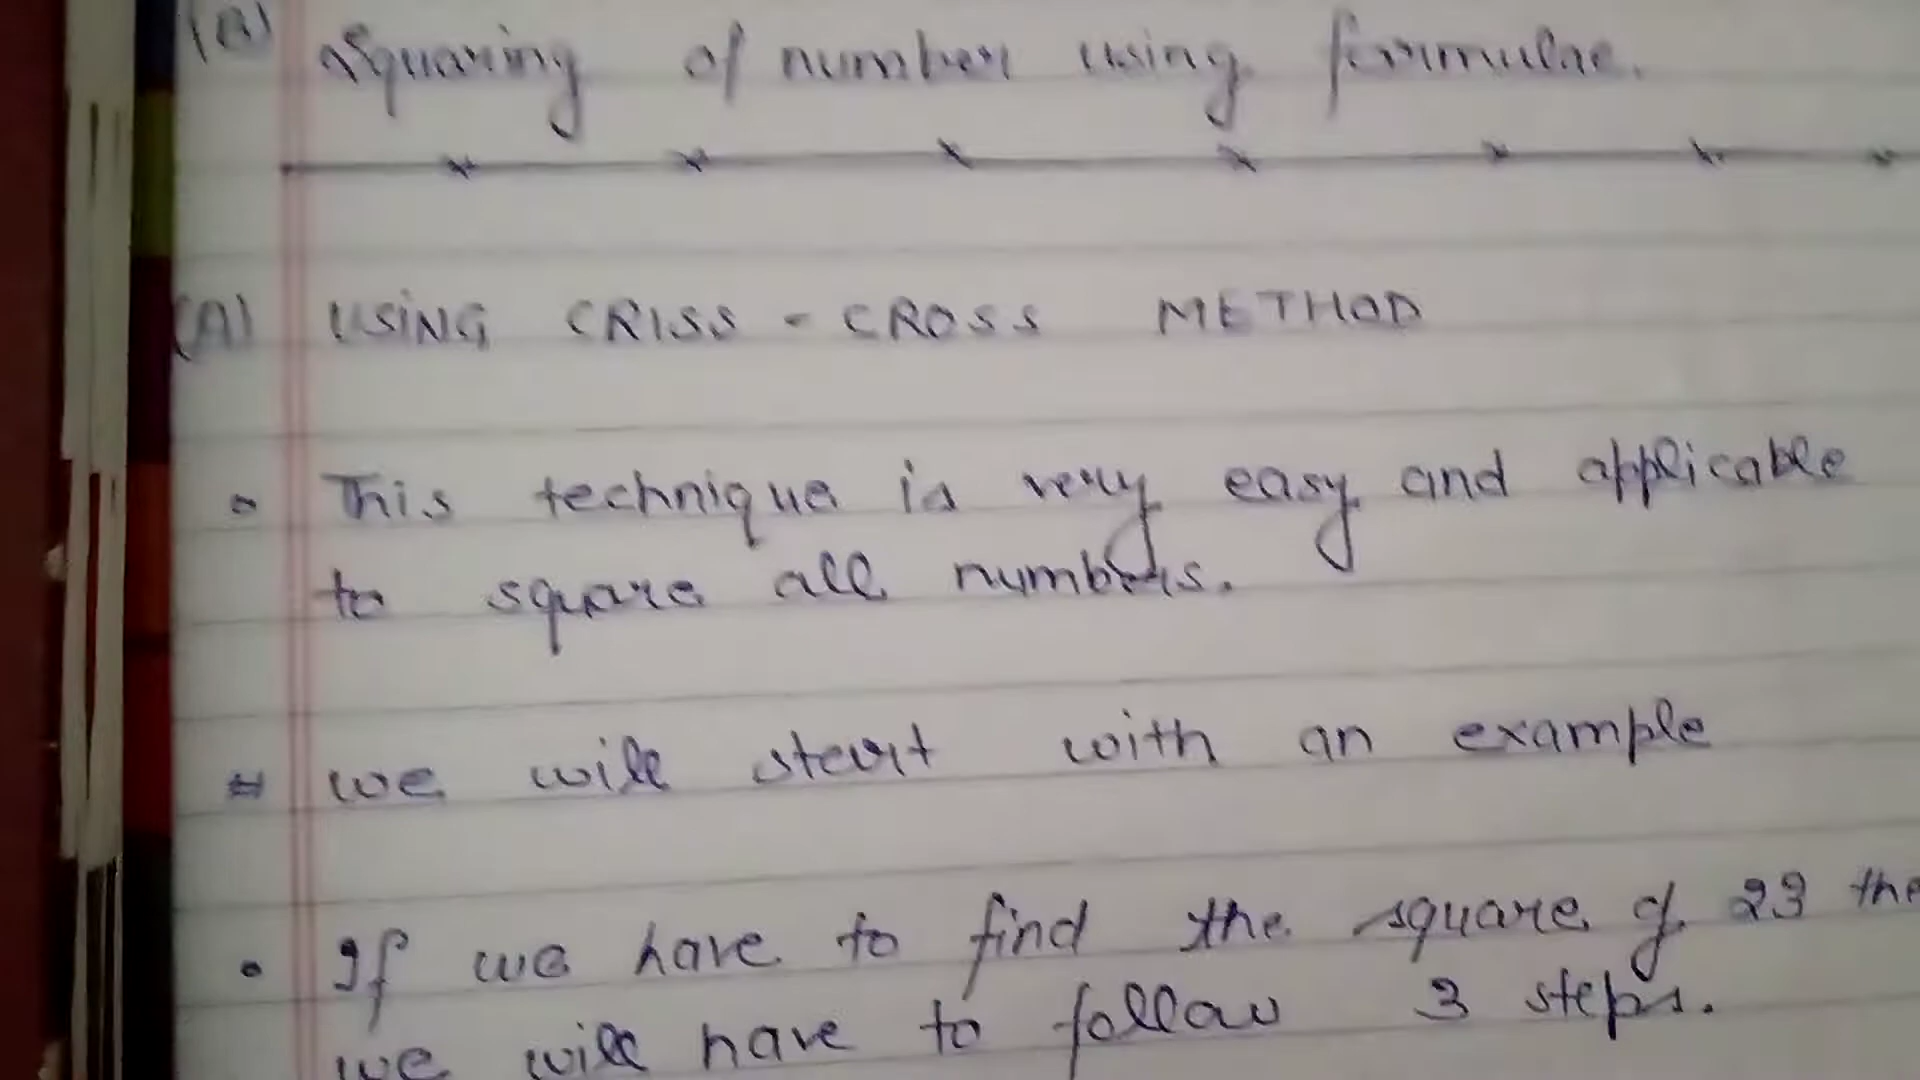 (B) Squaring of number using formulae.
(A) USING CRISS - CROSS METHOD
This technique is very easy and applicable
to square all numbers.
we will start with an example
If we have to find the square of 23 the
we will have to follow 3 steps.